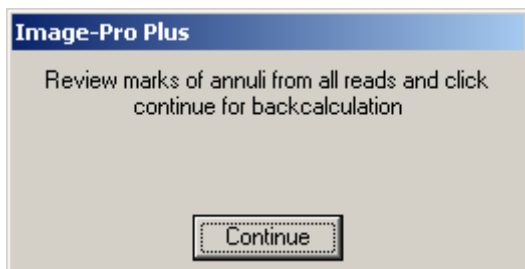 Image-Pro Plus
Review marks of annuli from all reads and click
continue for backcalculation
Continue